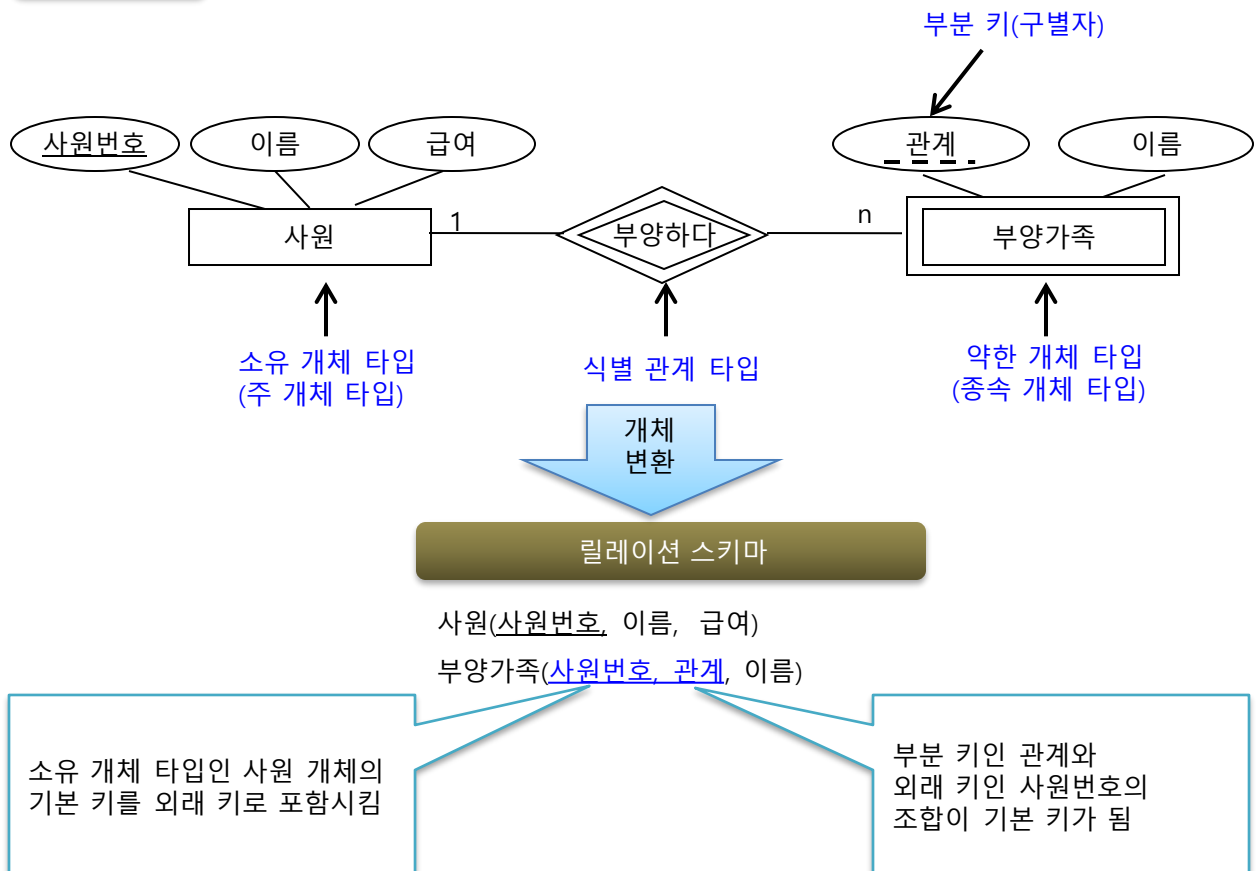 부분 키(구별자)
사원번호
이름
급여
관계
이름
사원
1
부양하다
n
부양가족
소유 개체 타입
(주 개체 타입)
식별 관계 타입
약한 개체 타입
(종속 개체 타입)
개체
변환
릴레이션 스키마
사원(사원번호, 이름, 급여)
부양가족(사원번호, 관계, 이름)
소유 개체 타입인 사원 개체의
기본 키를 외래 키로 포함시킴
부분 키인 관계와
외래 키인 사원번호의
조합이 기본 키가 됨